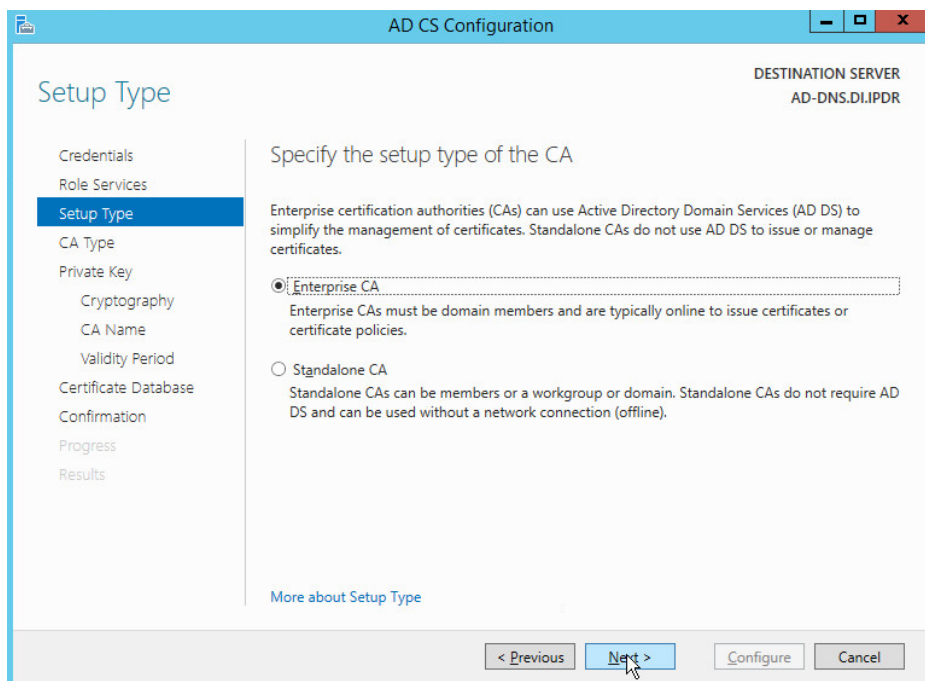 AD CS Configuration
DESTINATION SERVER
AD-DNS.DI.IPDR
Setup Type
Credentials
Role Services
Setup Type
CA Type
Private Key
Cryptography
CA Name
Validity Period
Certificate Database
Confirmation
Progress
Results
Specify the setup type of the CA
Enterprise certification authorities (CAs) can use Active Directory Domain Services (AD DS) to
simplify the management of certificates. Standalone CAs do not use AD DS to issue or manage
certificates.
Enterprise CA
Enterprise CAs must be domain members and are typically online to issue certificates or
certificate policies.
Standalone CA
Standalone CAs can be members or a workgroup or domain. Standalone CAs do not require AD
DS and can be used without a network connection (offline).
More about Setup Type
< Previous
Next >
Configure
Cancel